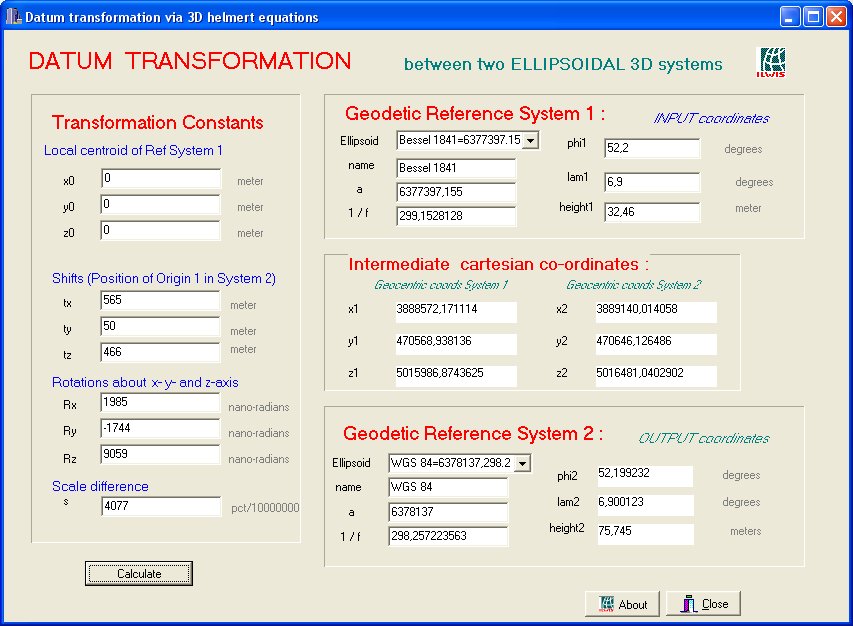 Datum transformation via 3D helmert equations
DATUM TRANSFORMATION
between two ELLIPSOIDAL 3D systems
ILWIS
Transformation Constants
Local centroid of Ref System 1
x0 0 meter
y0 0 meter
z0 0 meter
Shifts (Position of Origin 1 in System 2)
tx 565 meter
ty 50 meter
tz 466 meter
Rotations about x- y- and z-axis
Rx 1985 nano-radians
Ry -1744 nano-radians
Rz 9059 nano-radians
Scale difference
s 4077 pct/10000000
Calculate
Geodetic Reference System 1 :
INPUT coordinates
Ellipsoid Bessel 1841=6377397.15
name Bessel 1841
a 6377397,155
1 / f 299,1528128
phi1 52,2 degrees
lam1 6,9 degrees
height1 32,46 meter
Intermediate cartesian co-ordinates :
Geocentric coords System 1
Geocentric coords System 2
x1 3888572,171114 x2 3889140,014058
y1 470568,938136 y2 470646,126486
z1 5015986,8743625 z2 5016481,0402902
Geodetic Reference System 2 :
OUTPUT coordinates
Ellipsoid WGS 84=6378137,298.2
name WGS 84
a 6378137
1 / f 298,257223563
phi2 52,199232 degrees
lam2 6,900123 degrees
height2 75,745 meters
About
Close